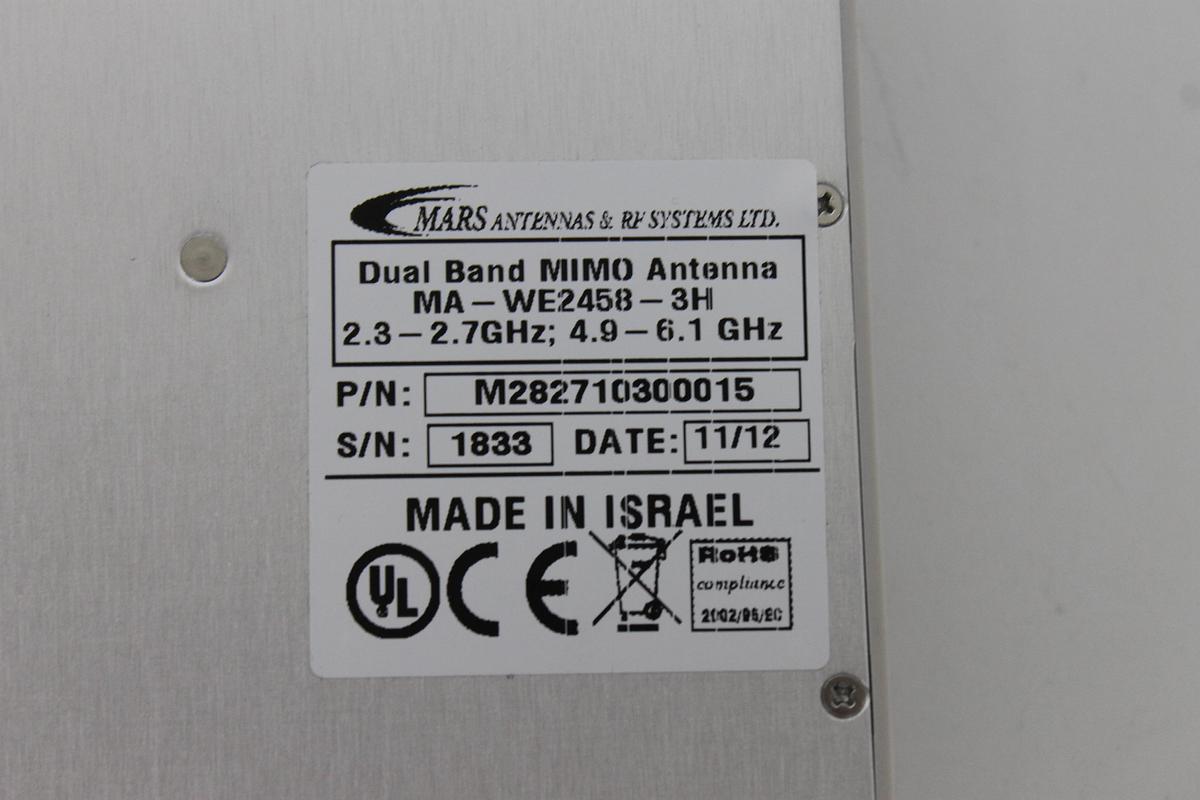 MARS ANTENNAS & RF SYSTEMS LTD.
Dual Band MIMO Antenna
MA – WE2458 – 3H
2.3 – 2.7GHz; 4.9 – 6.1 GHz
P/N: M282710300015
S/N: 1833 DATE: 11/12
MADE IN ISRAEL
UL CE RoHS
compliance
2002/95/EC